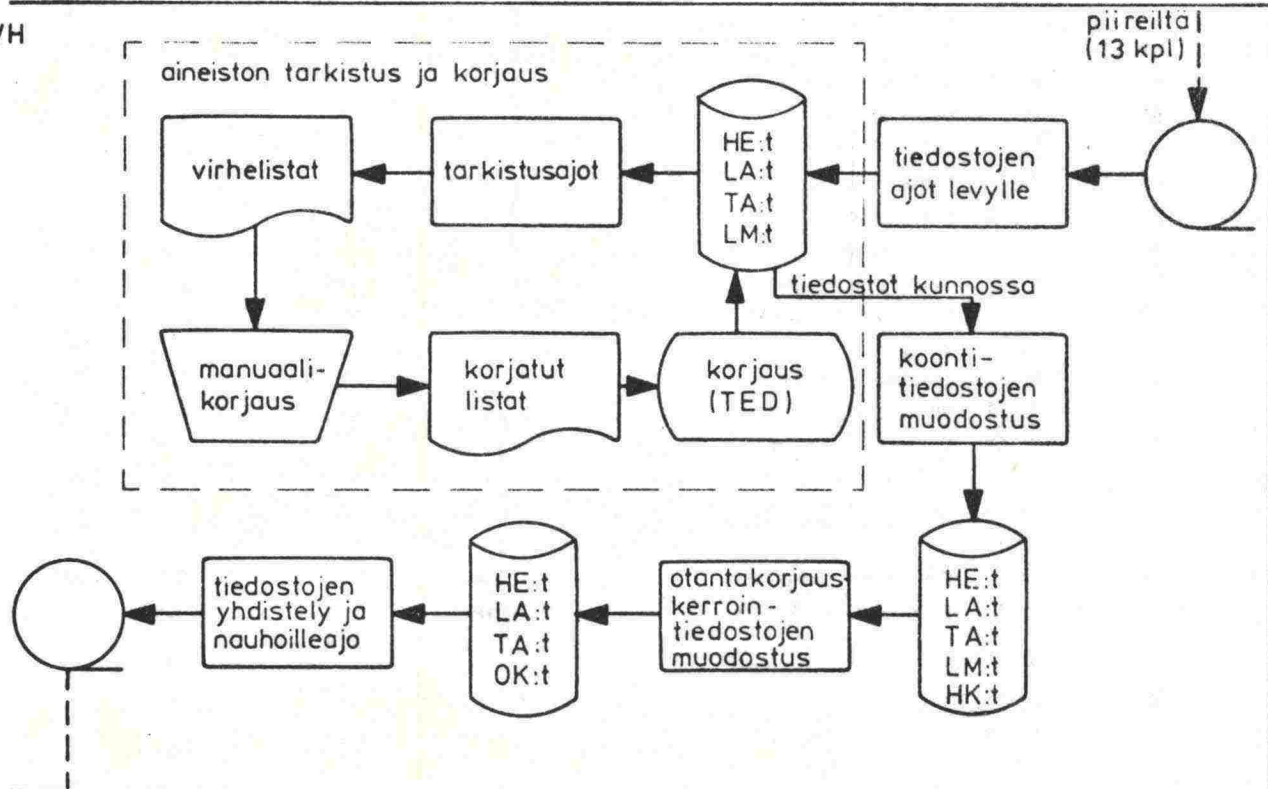 VH
piireiltä
(13 kpl)
aineiston tarkistus ja korjaus
virhelistat
tarkistusajot
HE:t
LA:t
TA:t
LM:t
tiedostojen
ajot levylle
tiedostot kunnossa
manuaali-
korjaus
korjatut
listat
korjaus
(TED)
koonti-
tiedostojen
muodostus
tiedostojen
yhdistely ja
nauhoilleajo
HE:t
LA:t
TA:t
OK:t
otantakorjaus-
kerroin-
tiedostojen
muodostus
HE:t
LA:t
TA:t
LM:t
HK:t